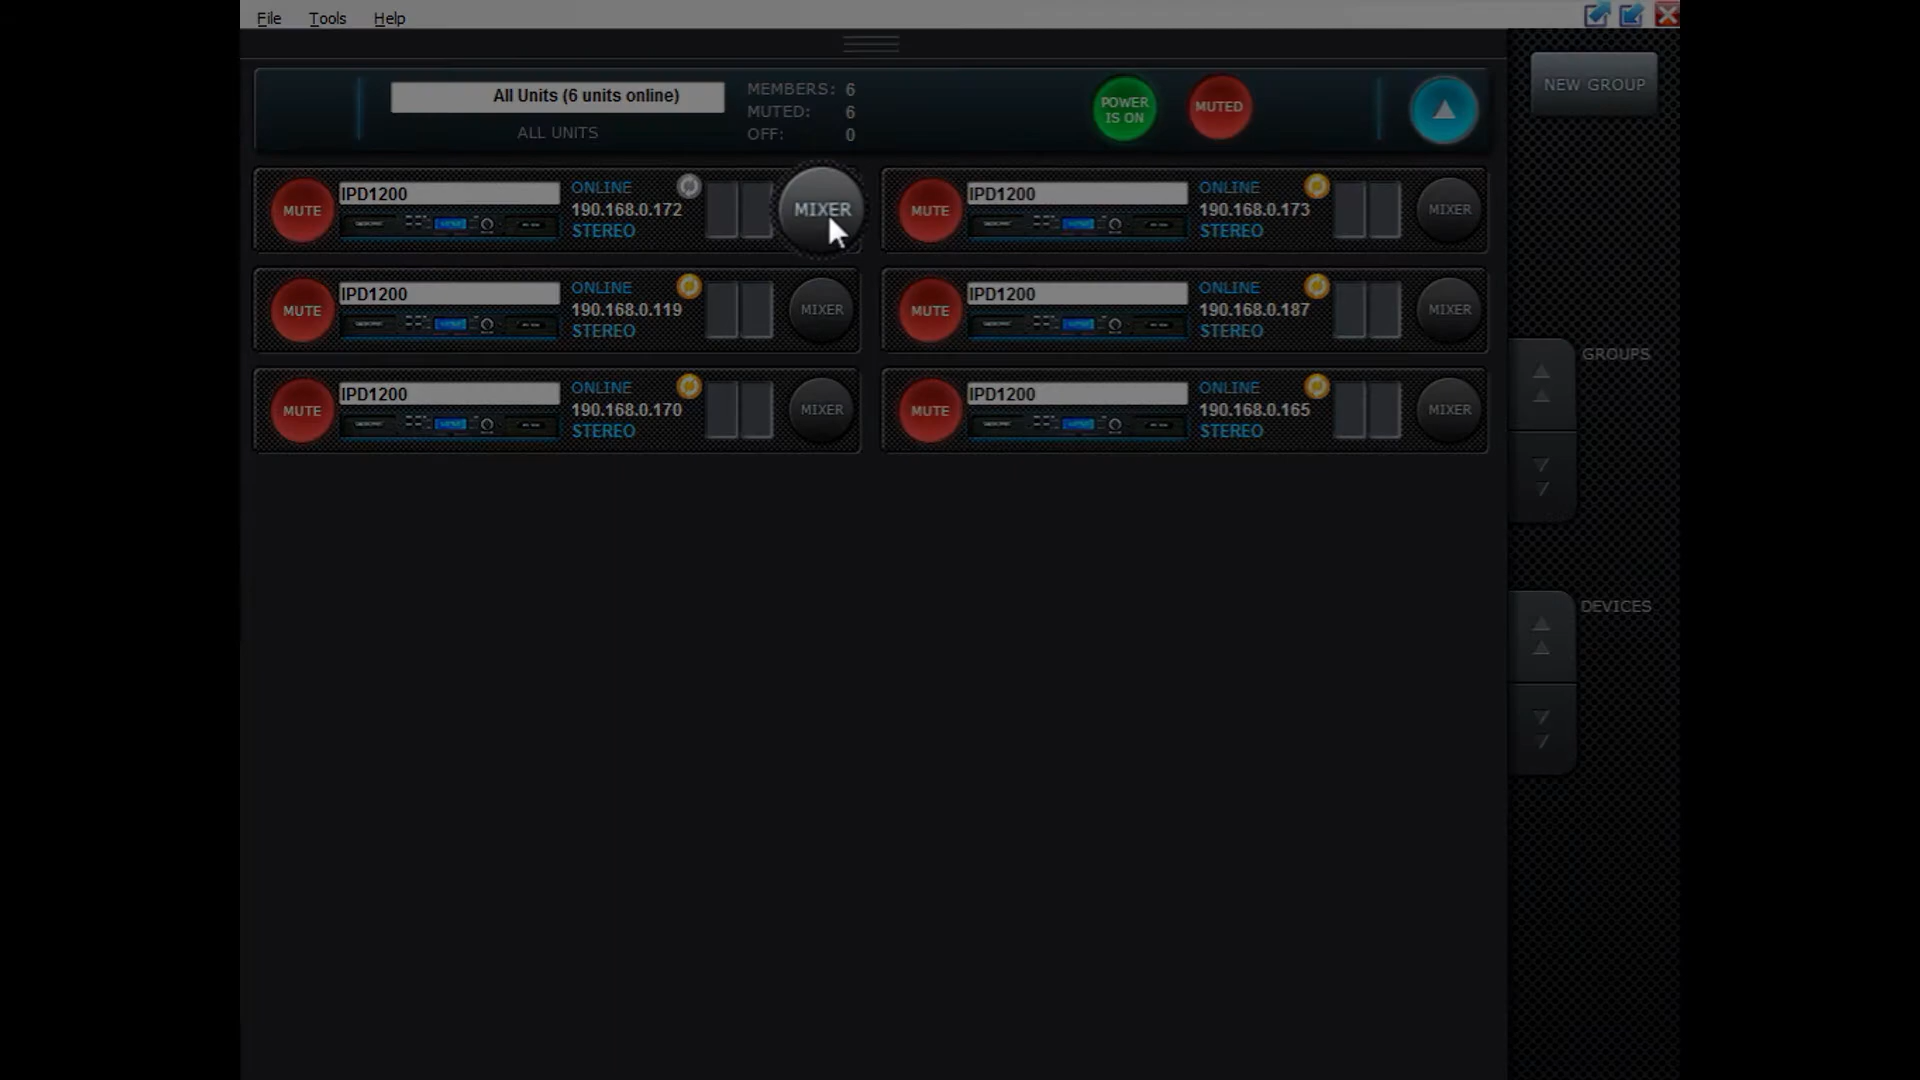 File Tools Help
All Units (6 units online)
ALL UNITS
MEMBERS: 6
MUTED: 6
OFF: 0
POWER
IS ON
MUTED
NEW GROUP
MUTE
IPD1200
ONLINE
190.168.0.172
STEREO
MIXER
MUTE
IPD1200
ONLINE
190.168.0.173
STEREO
MIXER
MUTE
IPD1200
ONLINE
190.168.0.119
STEREO
MIXER
MUTE
IPD1200
ONLINE
190.168.0.187
STEREO
MIXER
MUTE
IPD1200
ONLINE
190.168.0.170
STEREO
MIXER
MUTE
IPD1200
ONLINE
190.168.0.165
STEREO
MIXER
GROUPS
DEVICES